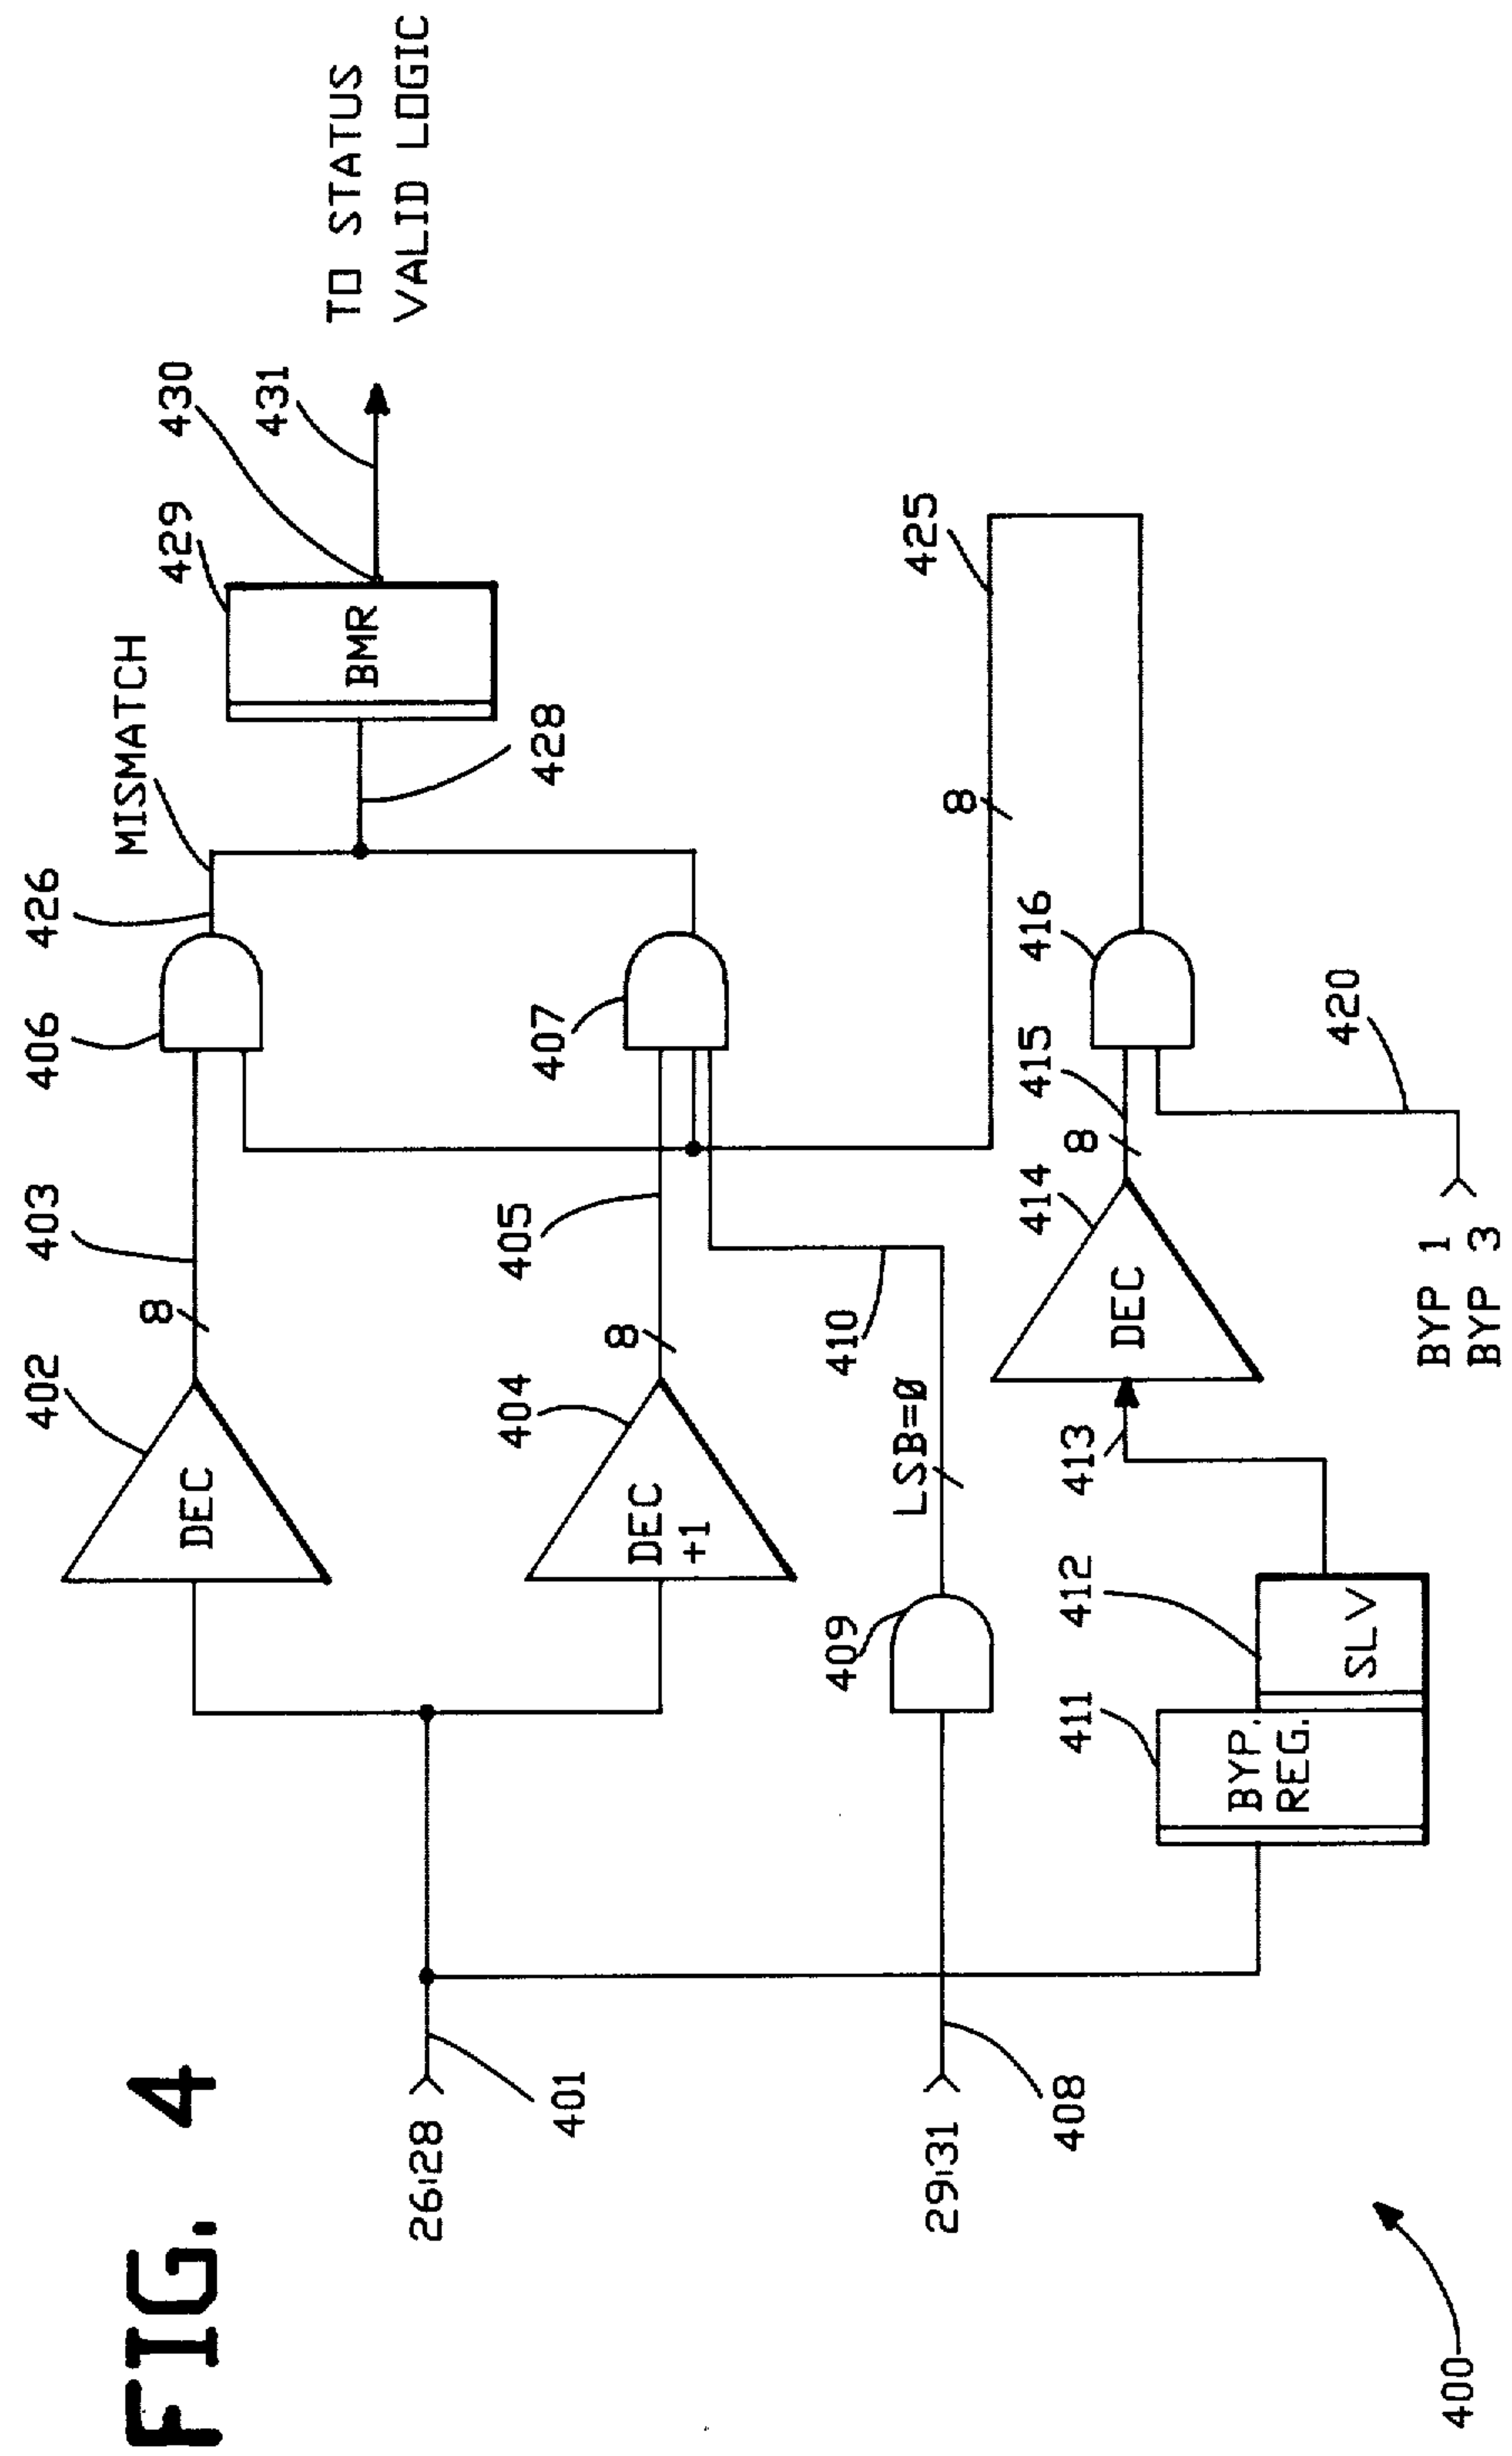 FIG. 4
402
403
406
426
MISMATCH
429
430
431
TO STATUS
VALID LOGIC
8
DEC
BMR
428
26:28
401
404
405
407
8
DEC
+1
425
8
409
LSB=0
410
29:31
408
411
412
413
414
415
416
8
BYP.
REG.
SLV
DEC
420
BYP 1
BYP 3
400